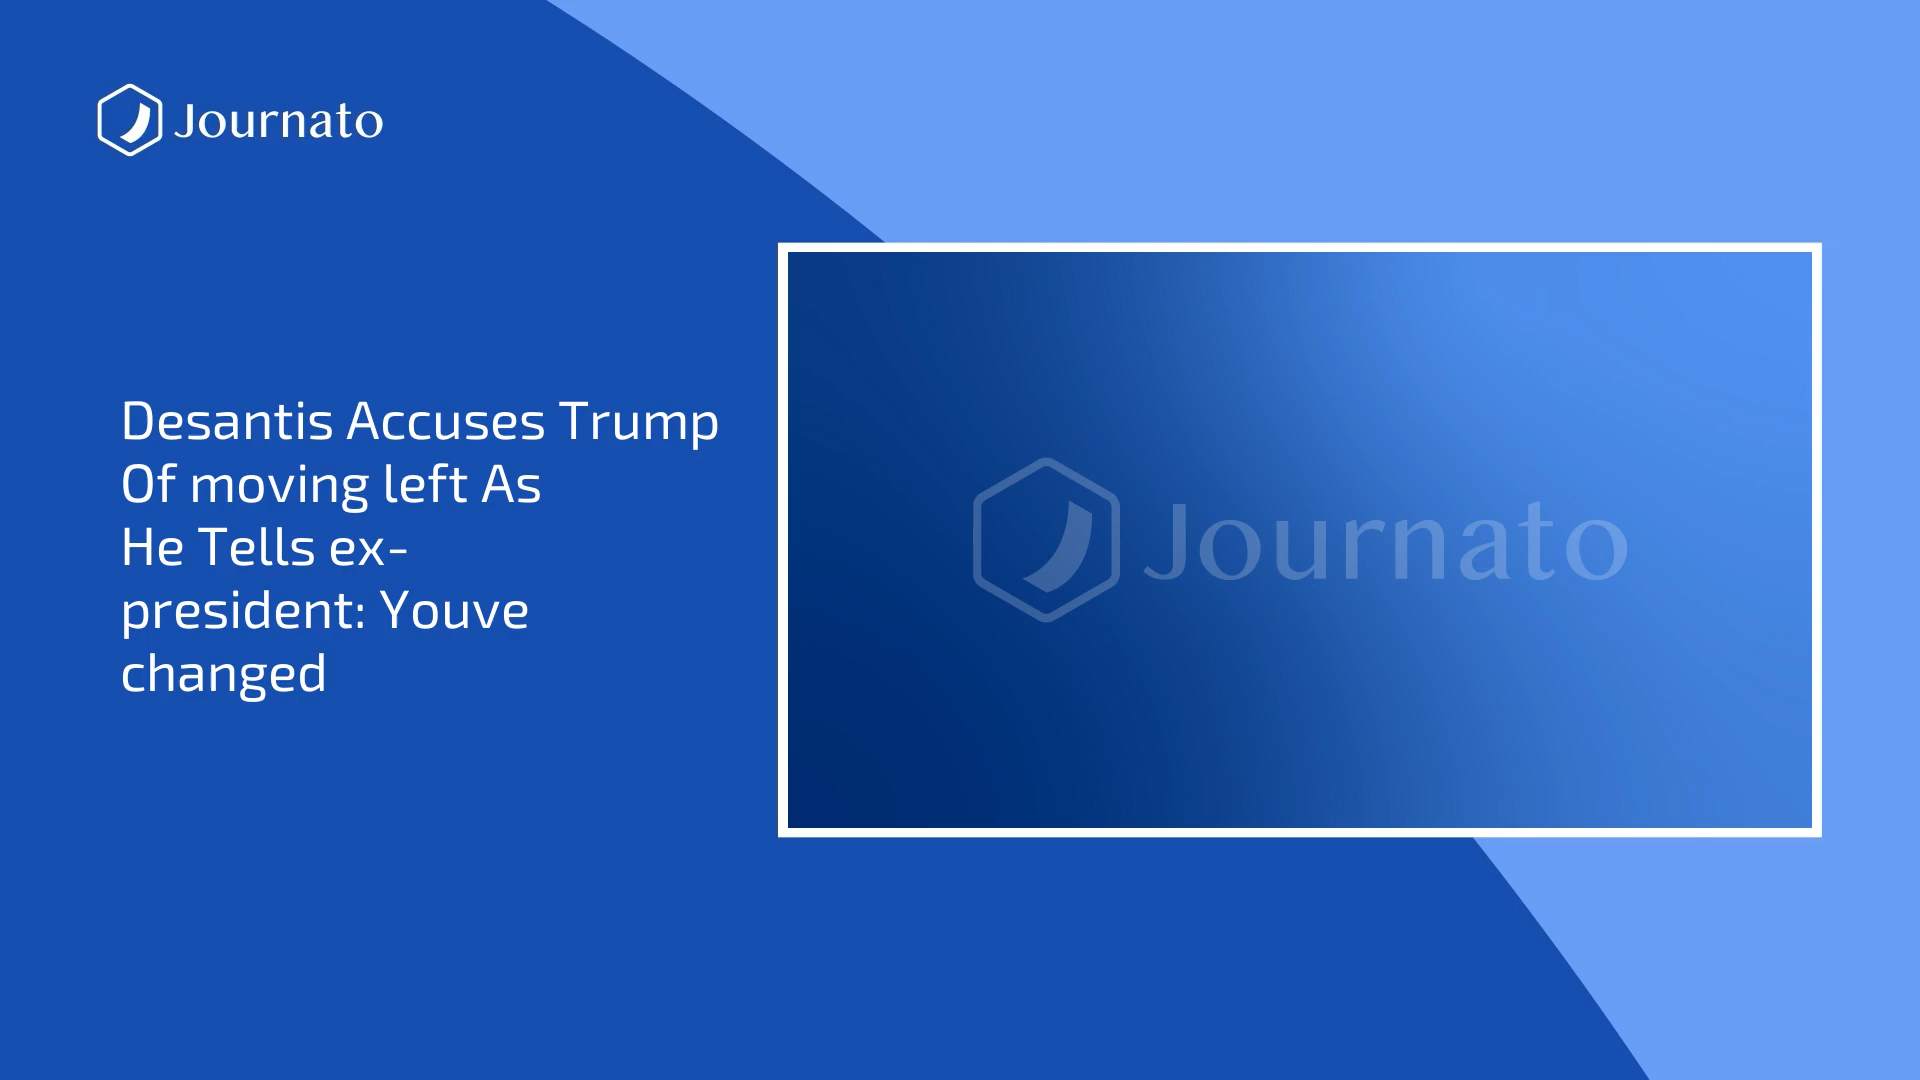 Journato
Desantis Accuses Trump
Of moving left As
He Tells ex-
president: Youve
changed
Journato